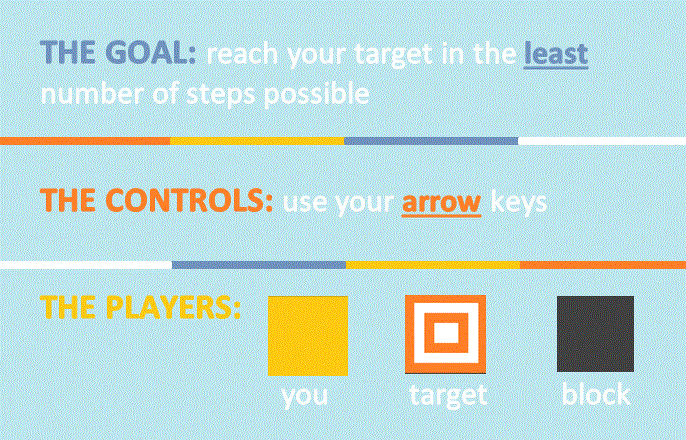 THE GOAL: reach your target in the least
number of steps possible
THE CONTROLS: use your arrow keys
THE PLAYERS:
you target block